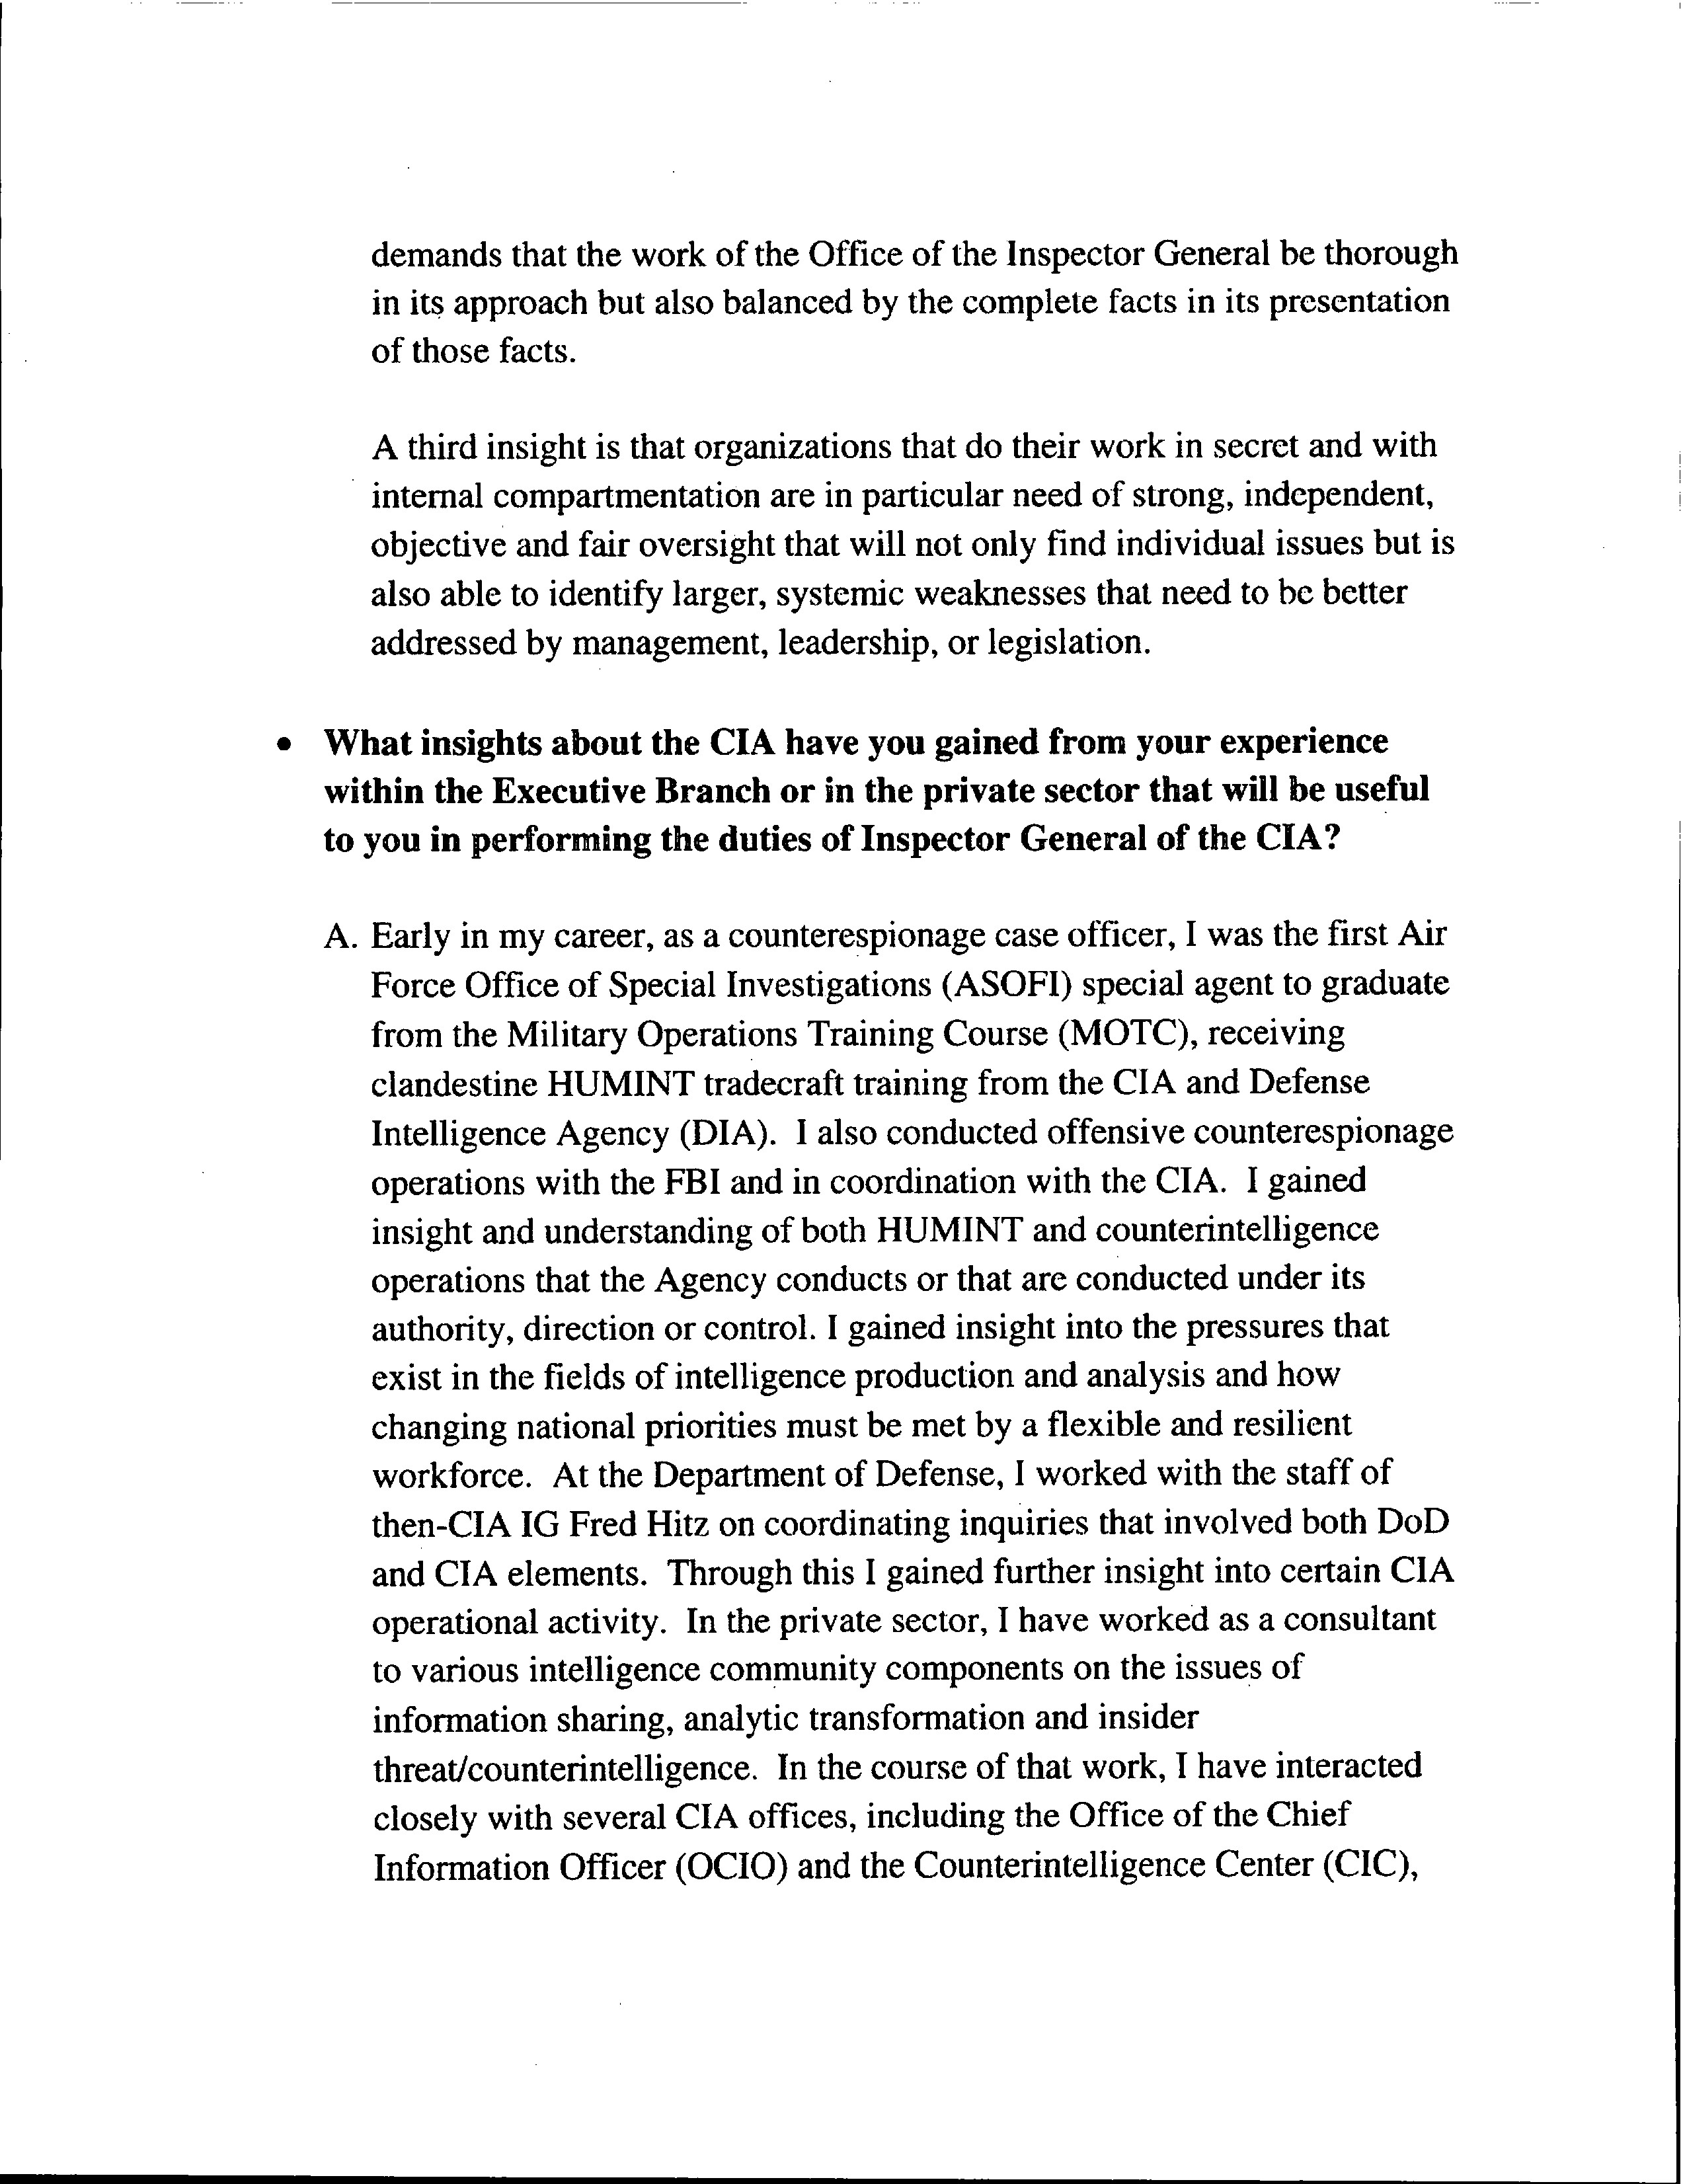 demands that the work of the Office of the Inspector General be thorough
in its approach but also balanced by the complete facts in its presentation
of those facts.
A third insight is that organizations that do their work in secret and with
internal compartmentation are in particular need of strong, independent,
objective and fair oversight that will not only find individual issues but is
also able to identify larger, systemic weaknesses that need to be better
addressed by management, leadership, or legislation.
• What insights about the CIA have you gained from your experience
within the Executive Branch or in the private sector that will be useful
to you in performing the duties of Inspector General of the CIA?
A. Early in my career, as a counterespionage case officer, I was the first Air
Force Office of Special Investigations (ASOFI) special agent to graduate
from the Military Operations Training Course (MOTC), receiving
clandestine HUMINT tradecraft training from the CIA and Defense
Intelligence Agency (DIA). I also conducted offensive counterespionage
operations with the FBI and in coordination with the CIA. I gained
insight and understanding of both HUMINT and counterintelligence
operations that the Agency conducts or that are conducted under its
authority, direction or control. I gained insight into the pressures that
exist in the fields of intelligence production and analysis and how
changing national priorities must be met by a flexible and resilient
workforce. At the Department of Defense, I worked with the staff of
then-CIA IG Fred Hitz on coordinating inquiries that involved both DoD
and CIA elements. Through this I gained further insight into certain CIA
operational activity. In the private sector, I have worked as a consultant
to various intelligence community components on the issues of
information sharing, analytic transformation and insider
threat/counterintelligence. In the course of that work, I have interacted
closely with several CIA offices, including the Office of the Chief
Information Officer (OCIO) and the Counterintelligence Center (CIC),